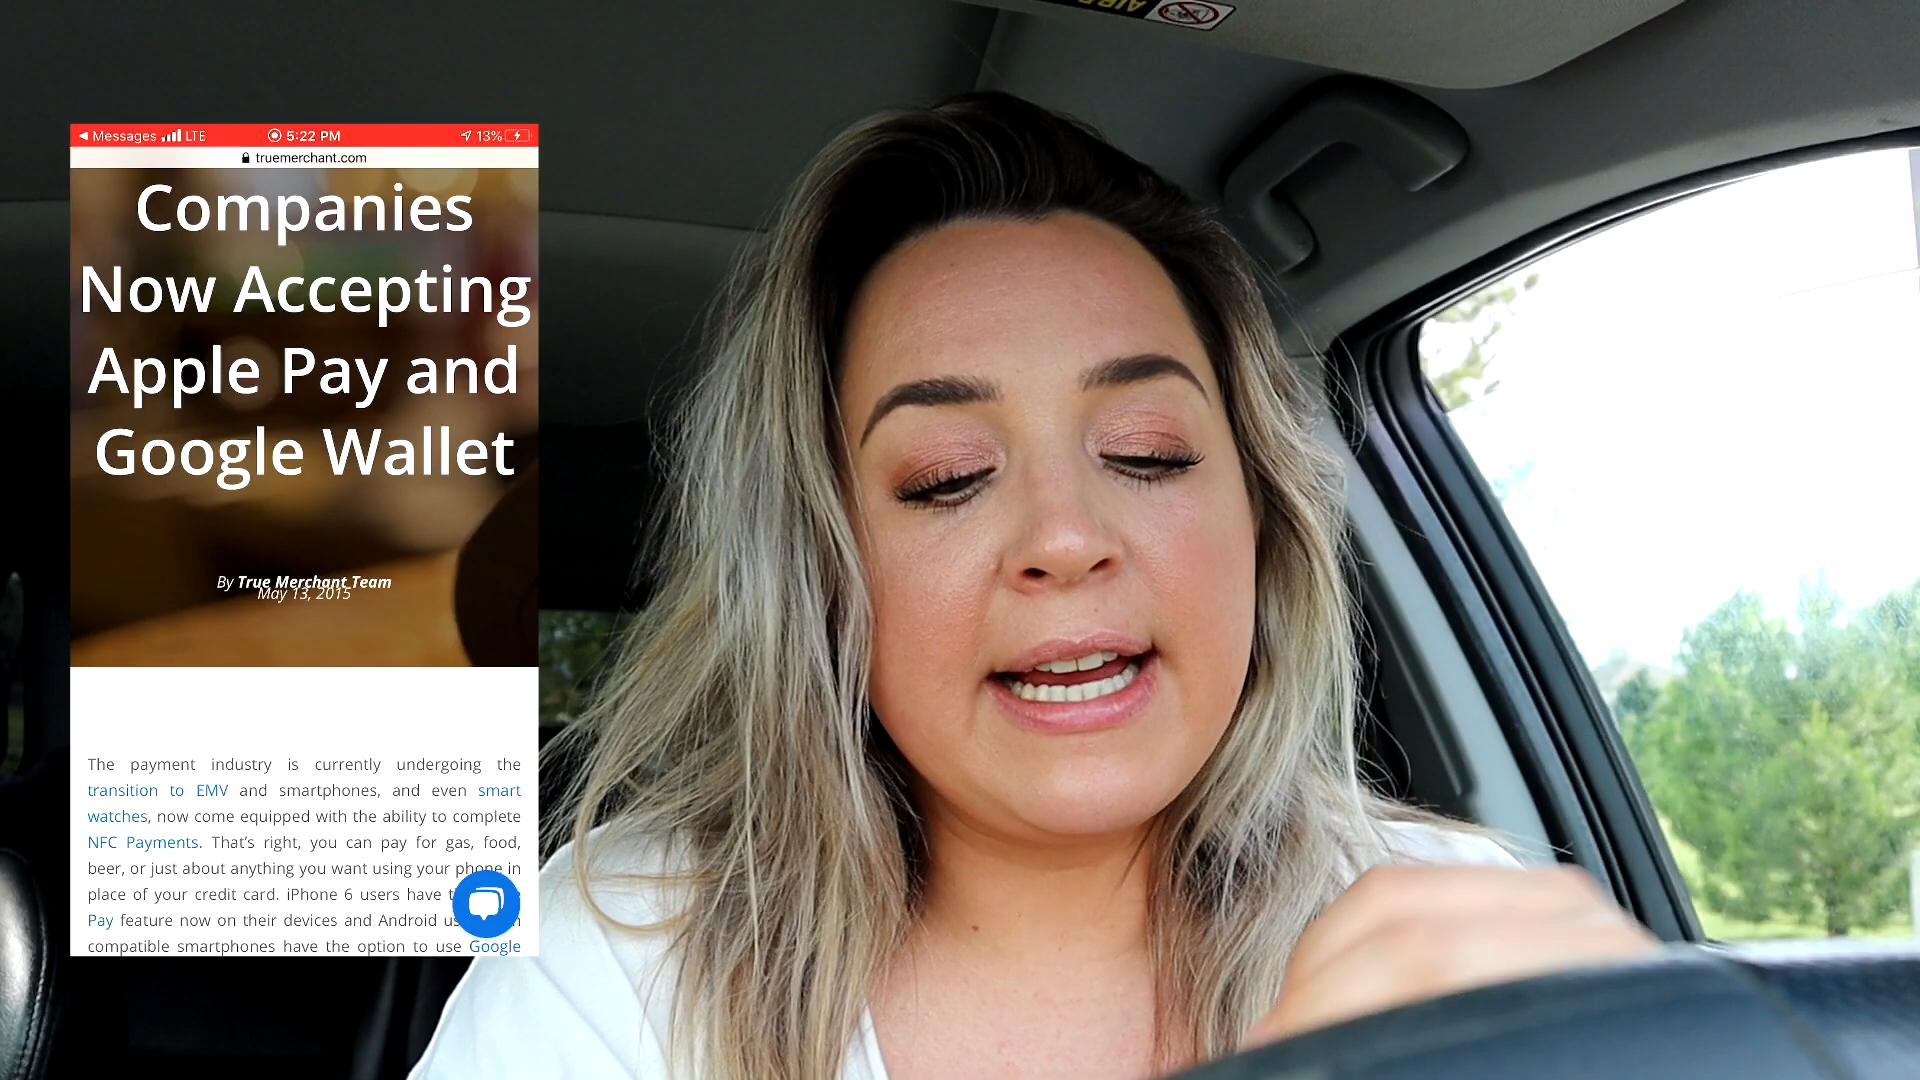 Messages LTE 5:22 PM 13%
truemerchant.com
Companies
Now Accepting
Apple Pay and
Google Wallet
By True Merchant Team
May 13, 2015
The payment industry is currently undergoing the
transition to EMV and smartphones, and even smart
watches, now come equipped with the ability to complete
NFC Payments. That's right, you can pay for gas, food,
beer, or just about anything you want using your phone in
place of your credit card. iPhone 6 users have
Pay feature now on their devices and Android
compatible smartphones have the option to use Google